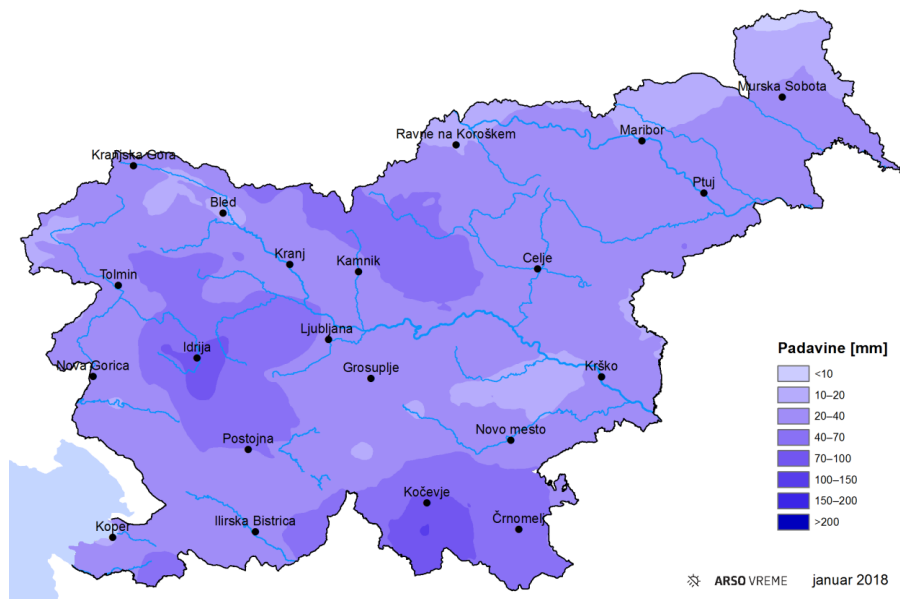 Murska Sobota
Ravne na Koroškem
Maribor
Kranjska Gora
Ptuj
Bled
Kranj
Kamnik
Celje
Tolmin
Ljubljana
Idrija
Grosuplje
Nova Gorica
Krško
Novo mesto
Postojna
Kočevje
Črnomelj
Koper
Ilirska Bistrica
Padavine [mm]
<10
10–20
20–40
40–70
70–100
100–150
150–200
>200
ARSO VREME januar 2018